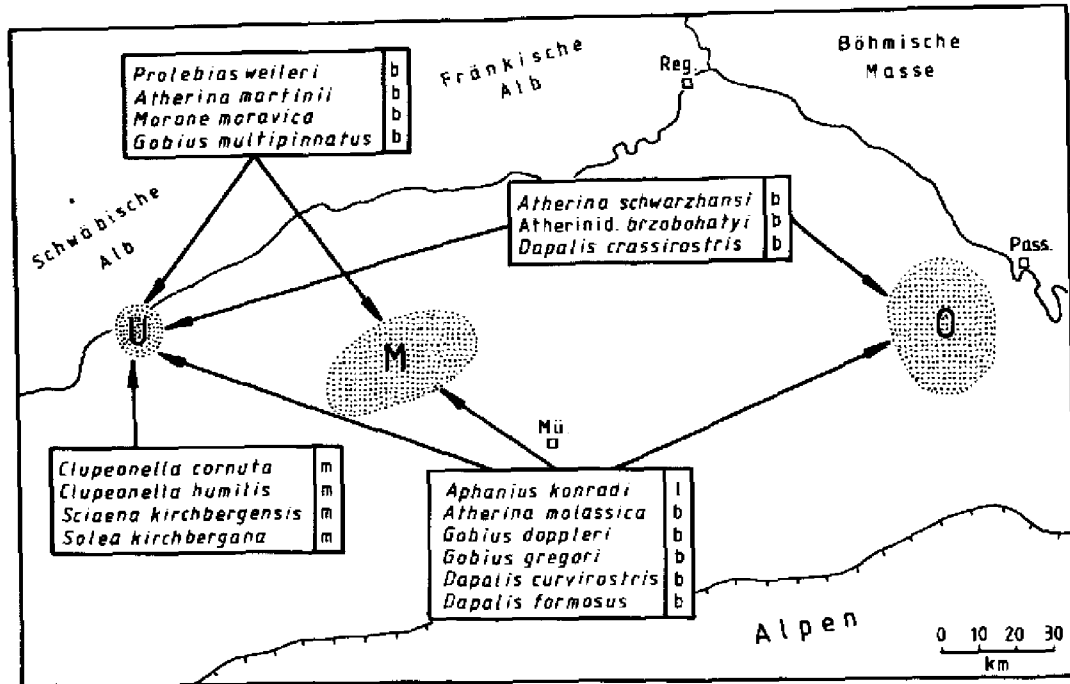 Böhmische
Masse
Fränkische
Alb
Reg.
Prolebias weileri b
Atherina martinii b
Morone moravica b
Gobius multipinnatus b
Schwäbische
Alb
Atherina schwarzhansi b
Atherinid. brzobohatyi b
Dapalis crassirostris b
Pass.
U
M
O
Mü
Clupeonella cornuta m
Clupeonella humilis m
Sciaena kirchbergensis m
Solea kirchbergana m
Aphanius konradi l
Atherina molassica b
Gobius doppleri b
Gobius gregori b
Dapalis curvirostris b
Dapalis formosus b
Alpen
0 10 20 30
km